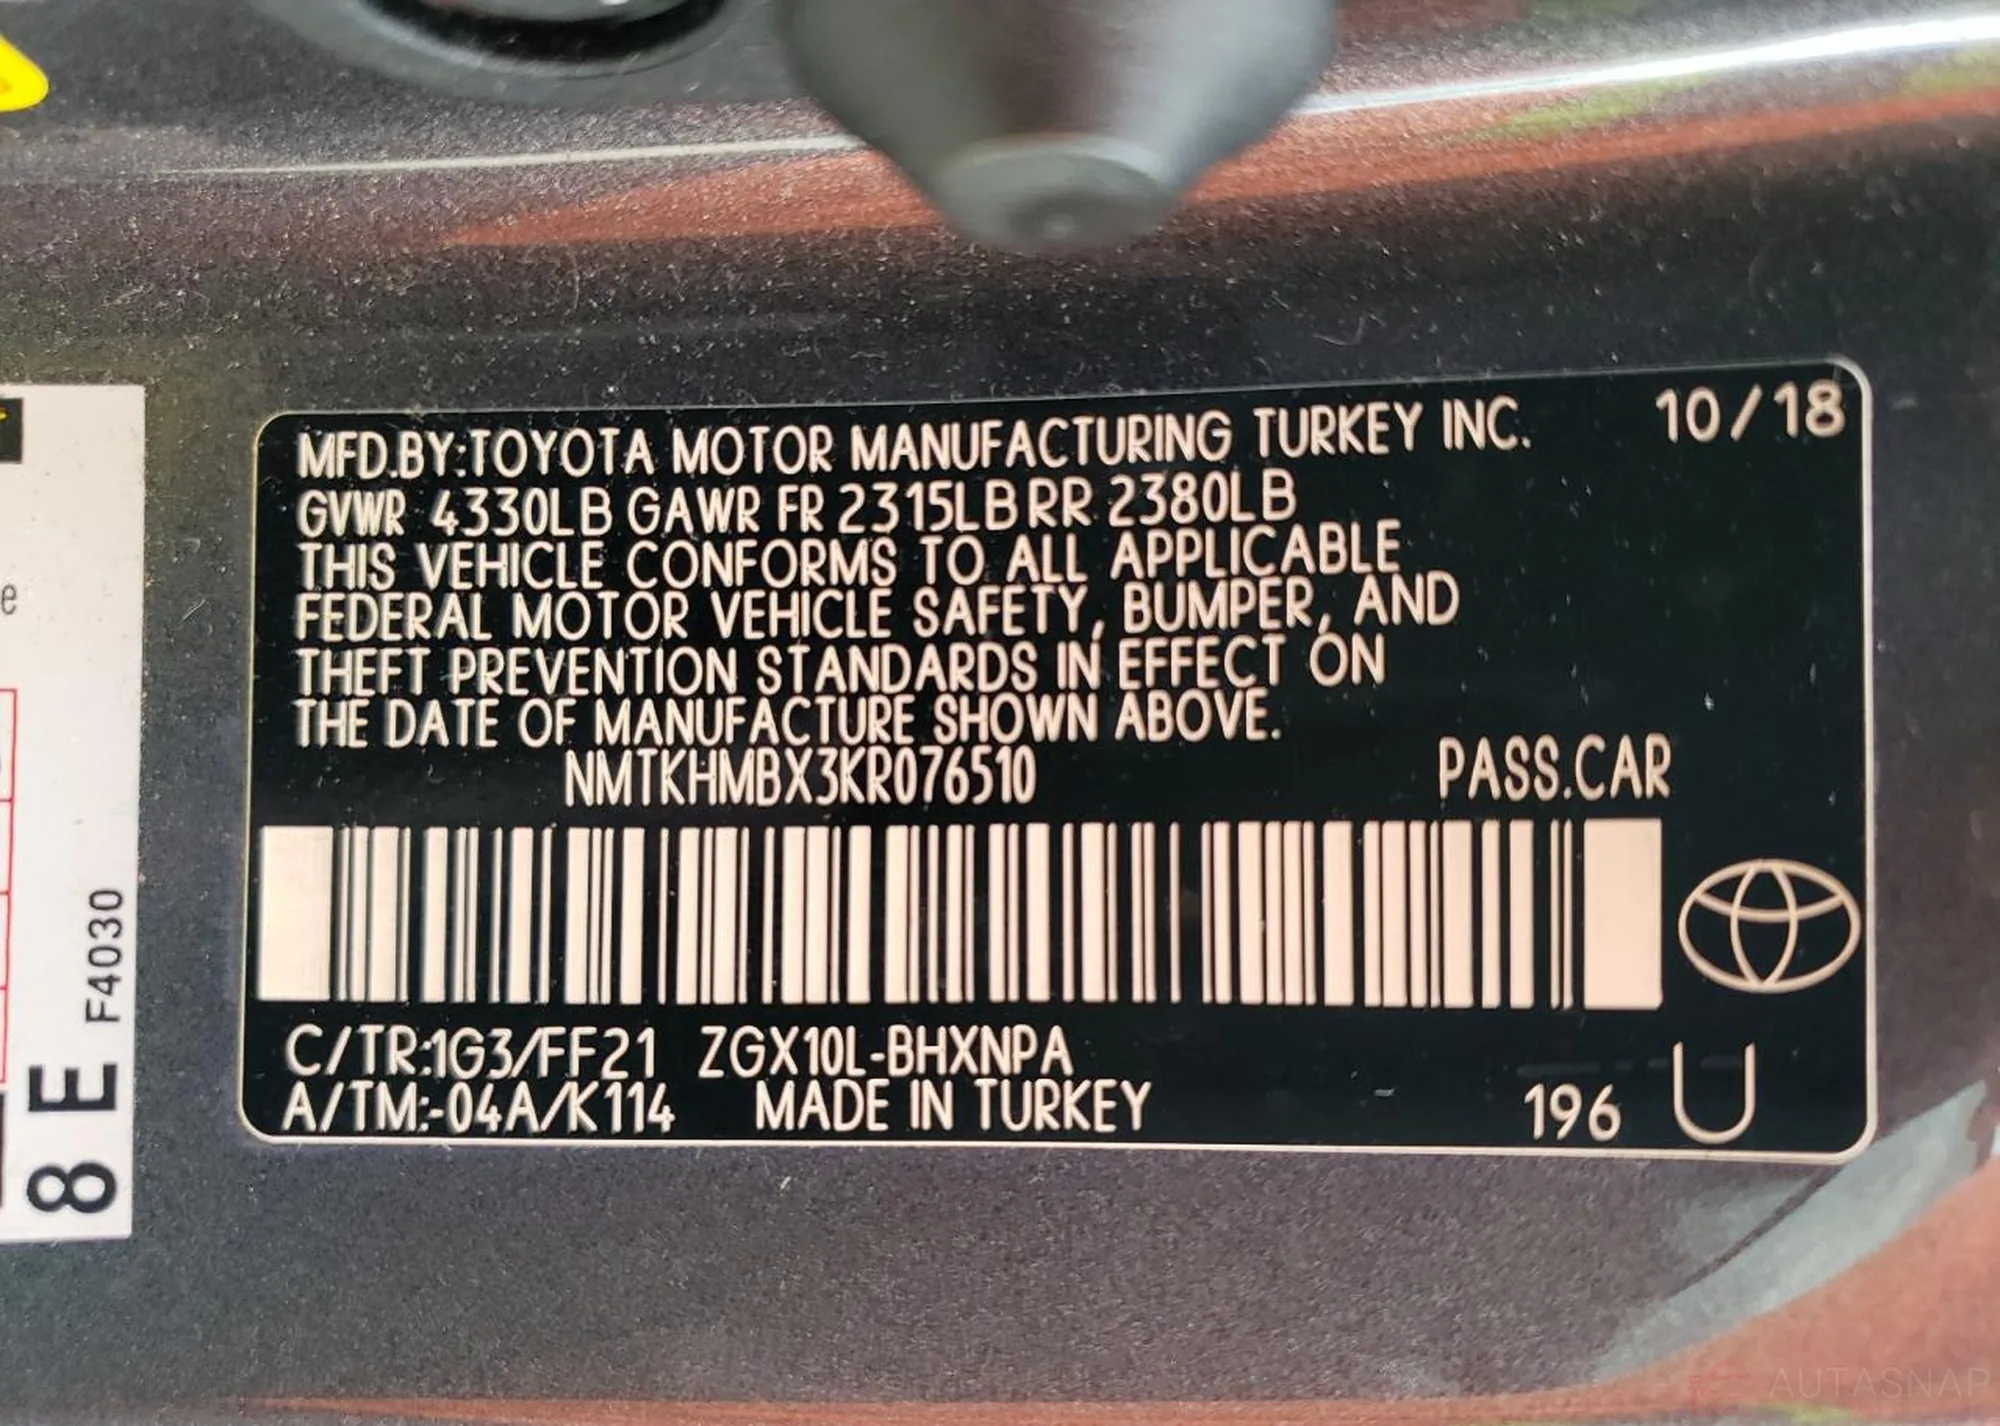 MFD.BY:TOYOTA MOTOR MANUFACTURING TURKEY INC. 10/18
GVWR 4330LB GAWR FR 2315LB RR 2380LB
THIS VEHICLE CONFORMS TO ALL APPLICABLE
FEDERAL MOTOR VEHICLE SAFETY, BUMPER, AND
THEFT PREVENTION STANDARDS IN EFFECT ON
THE DATE OF MANUFACTURE SHOWN ABOVE.
NMTKHMBX3KR076510 PASS.CAR
C/TR:1G3/FF21 ZGX10L-BHXNPA
A/TM:-04A/K114 MADE IN TURKEY 196 U
e
8E F4030
AUTASNAP